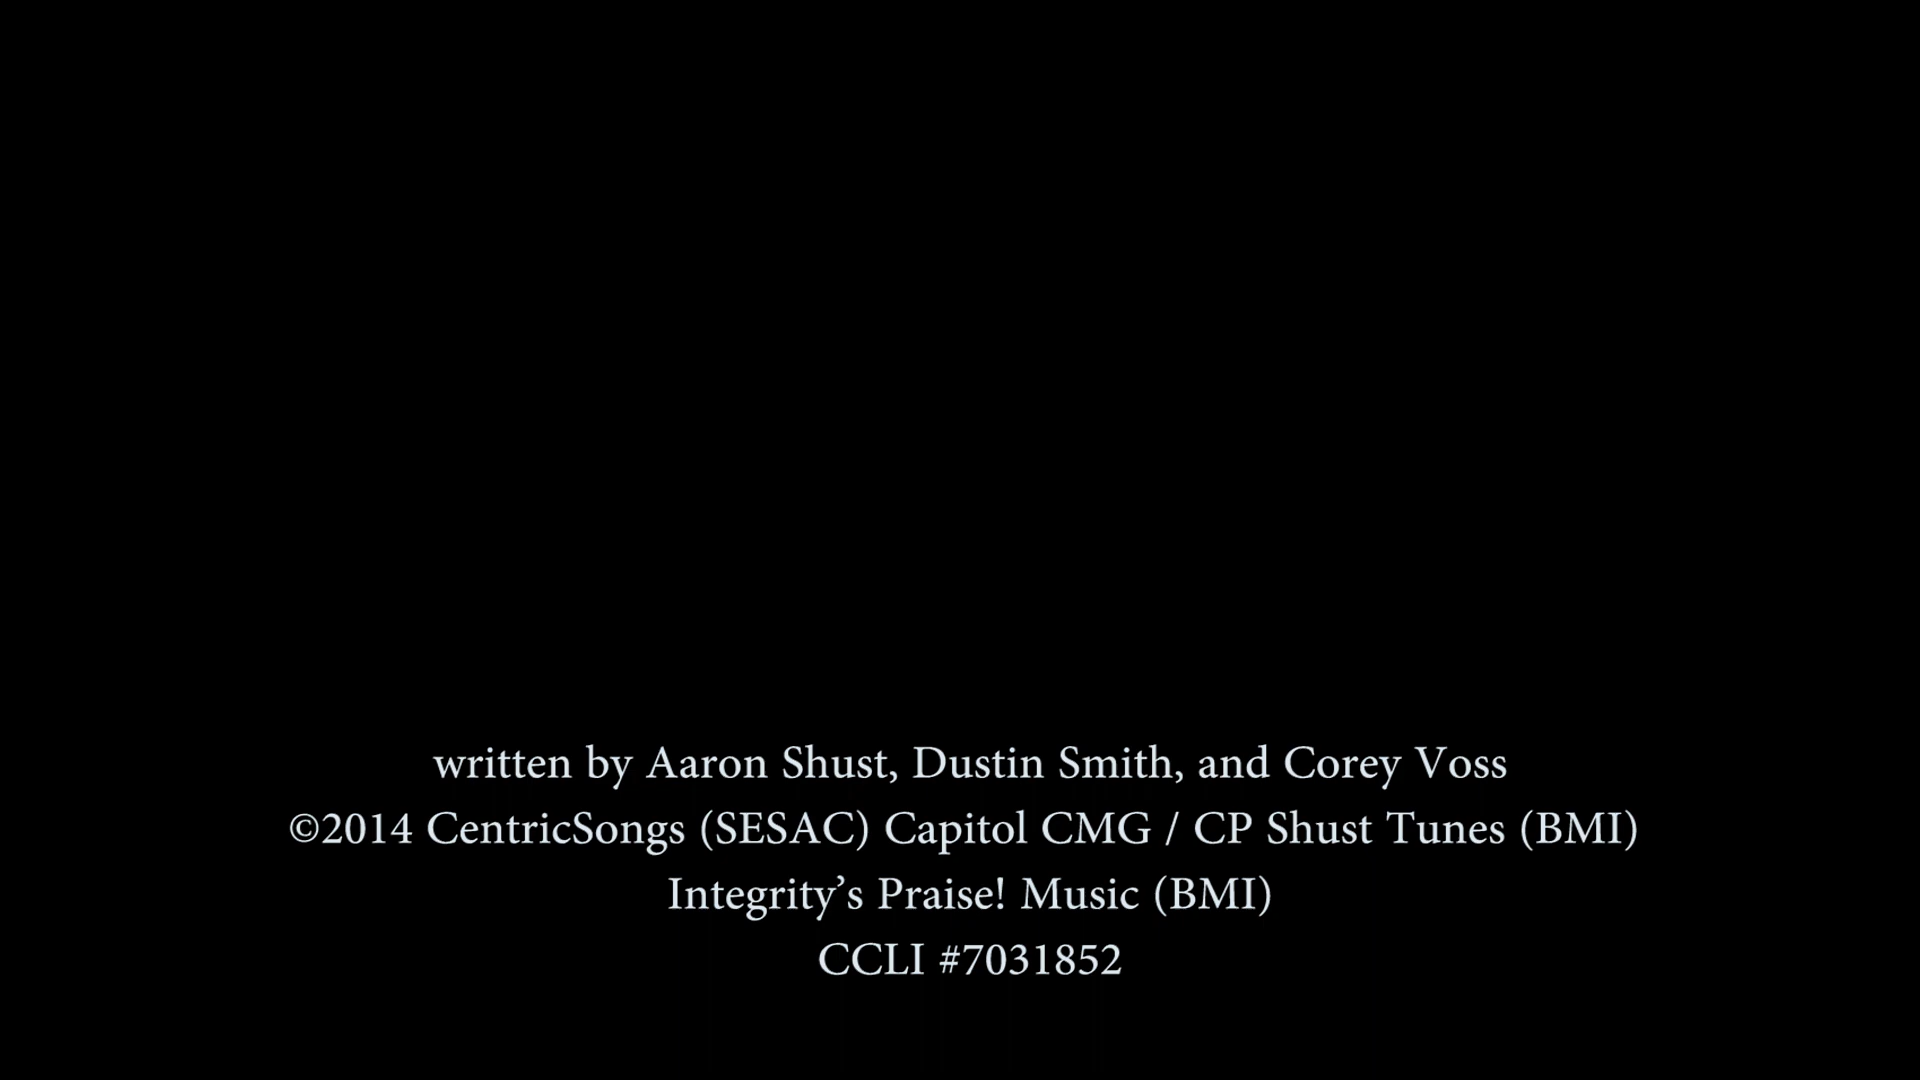 written by Aaron Shust, Dustin Smith, and Corey Voss
©2014 CentricSongs (SESAC) Capitol CMG / CP Shust Tunes (BMI)
Integrity’s Praise! Music (BMI)
CCLI #7031852